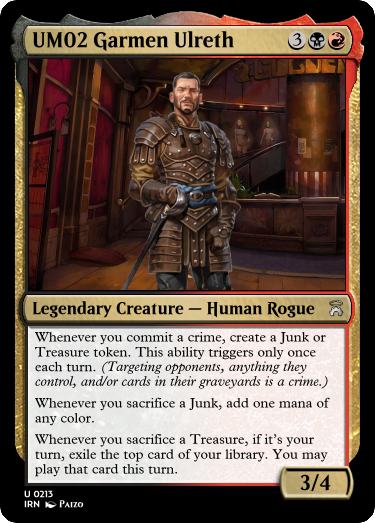 UM02 Garmen Ulreth
3
Legendary Creature — Human Rogue
Whenever you commit a crime, create a Junk or
Treasure token. This ability triggers only once
each turn. (Targeting opponents, anything they
control, and/or cards in their graveyards is a crime.)
Whenever you sacrifice a Junk, add one mana of
any color.
Whenever you sacrifice a Treasure, if it's your
turn, exile the top card of your library. You may
play that card this turn.
3/4
U 0213
IRN Paizo